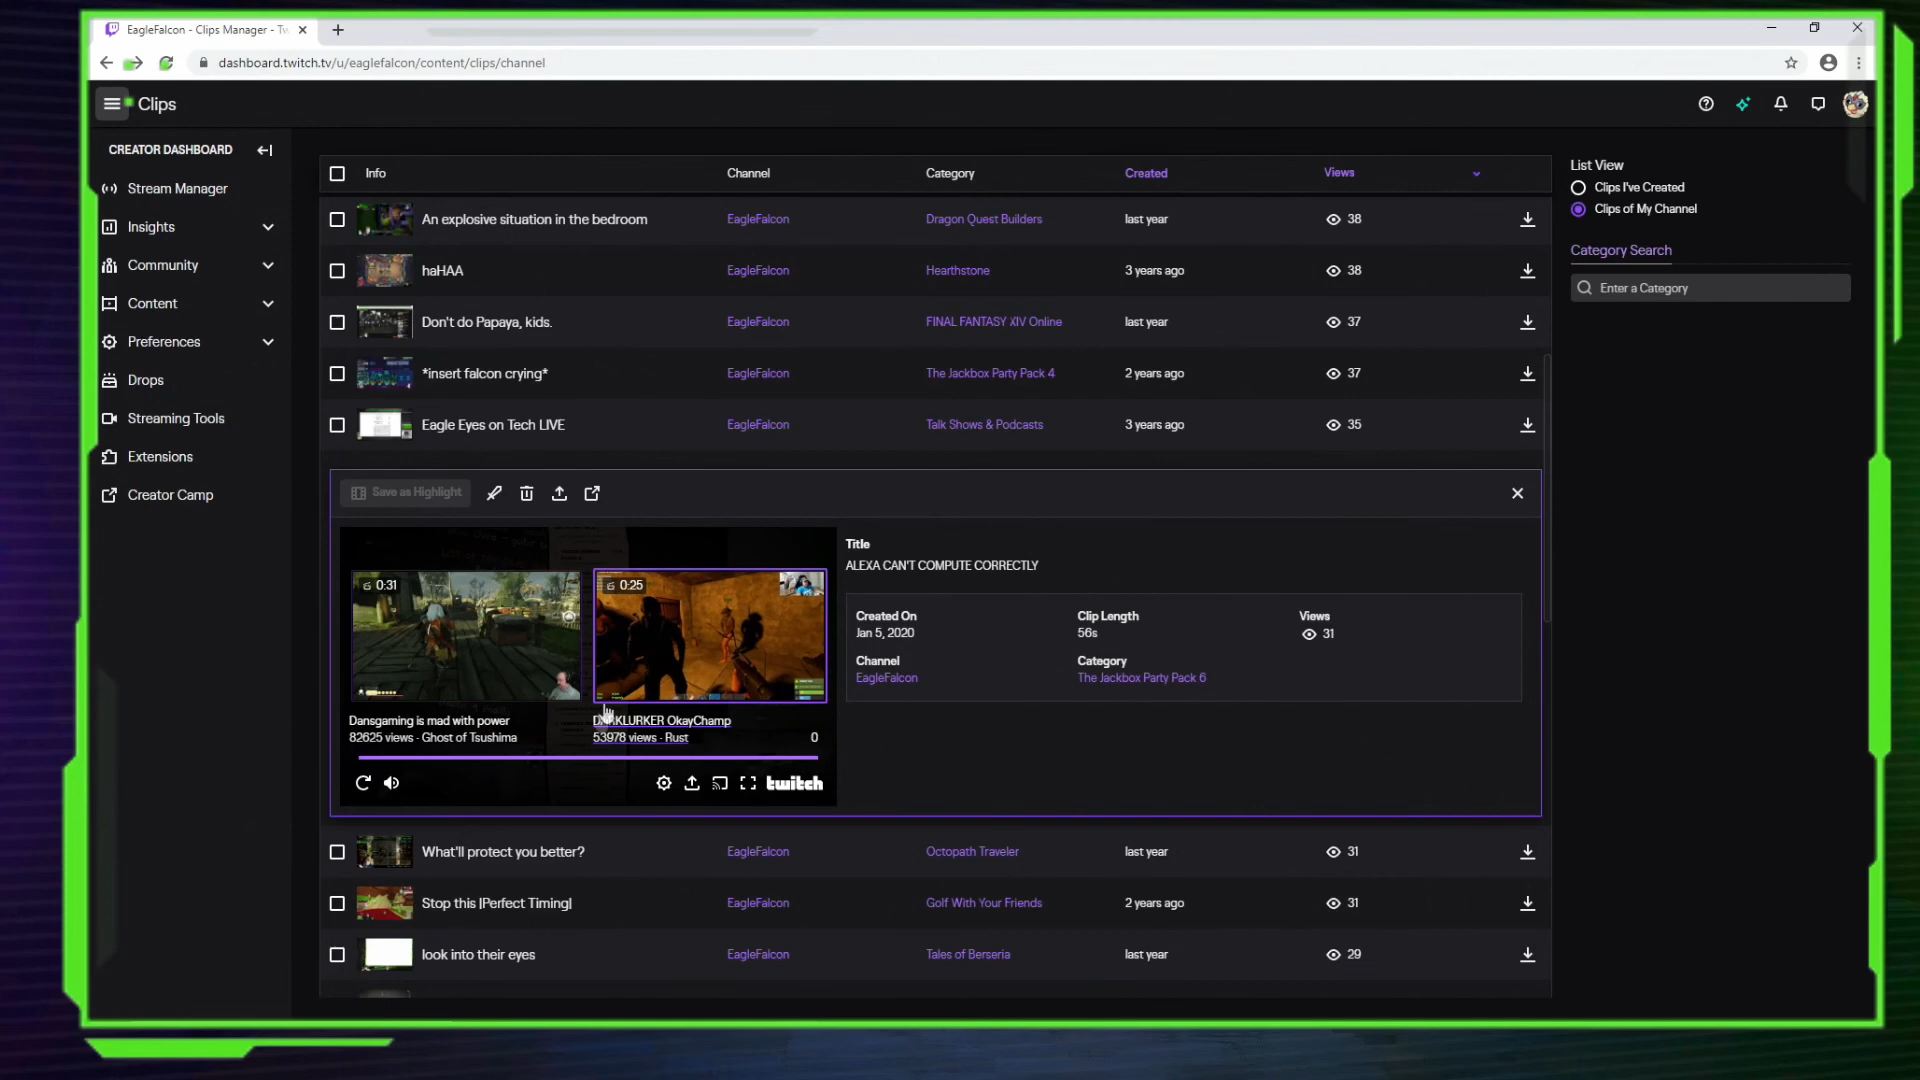 EagleFalcon - Clips Manager - Tw
dashboard.twitch.tv/u/eaglefalcon/content/clips/channel
Clips
CREATOR DASHBOARD
Stream Manager
Insights
Community
Content
Preferences
Drops
Streaming Tools
Extensions
Creator Camp
Info Channel Category Created Views
An explosive situation in the bedroom EagleFalcon Dragon Quest Builders last year 38
haHAA EagleFalcon Hearthstone 3 years ago 38
Don't do Papaya, kids. EagleFalcon FINAL FANTASY XIV Online last year 37
*insert falcon crying* EagleFalcon The Jackbox Party Pack 4 2 years ago 37
Eagle Eyes on Tech LIVE EagleFalcon Talk Shows & Podcasts 3 years ago 35
Save as Highlight
0:31
0:25
Dansgaming is mad with power
82625 views · Ghost of Tsushima
OkayChamp
53978 views · Rust
0
twitch
Title
ALEXA CAN'T COMPUTE CORRECTLY
Created On Clip Length Views
Jan 5, 2020 56s 31
Channel Category
EagleFalcon The Jackbox Party Pack 6
What'll protect you better? EagleFalcon Octopath Traveler last year 31
Stop this |Perfect Timing| EagleFalcon Golf With Your Friends 2 years ago 31
look into their eyes EagleFalcon Tales of Berseria last year 29
List View
Clips I've Created
Clips of My Channel
Category Search
Enter a Category